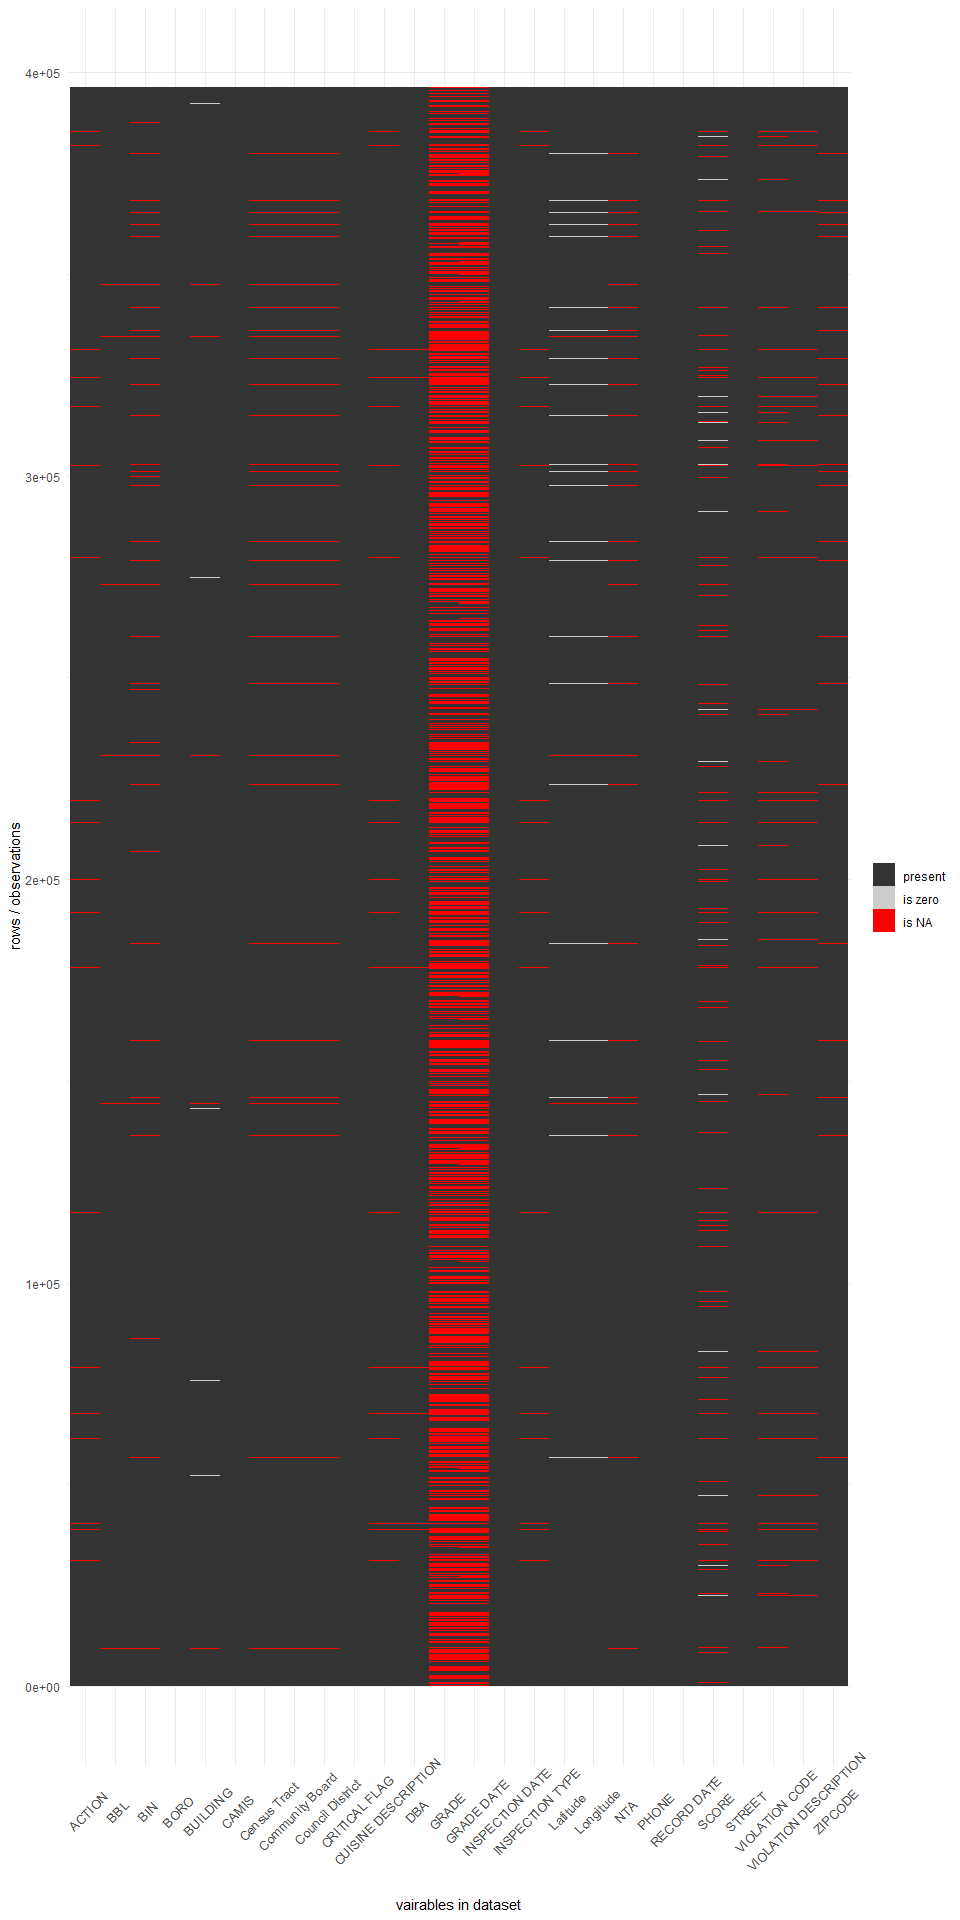 4e+05
3e+05
2e+05
1e+05
0e+00
rows / observations
present
is zero
is NA
ACTION
BBL
BIN
BORO
BUILDING
CAMIS
Census Tract
Community Board
Council District
CRITICAL FLAG
CUISINE DESCRIPTION
DBA
GRADE
GRADE DATE
INSPECTION DATE
INSPECTION TYPE
Latitude
Longitude
NTA
PHONE
RECORD DATE
SCORE
STREET
VIOLATION CODE
VIOLATION DESCRIPTION
ZIPCODE
vairables in dataset